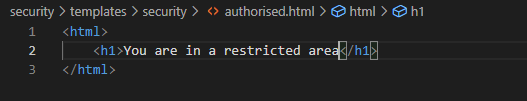 security > templates > security > authorised.html > html > h1
1 <html>
2 <h1>You are in a restricted area</h1>
3 </html>